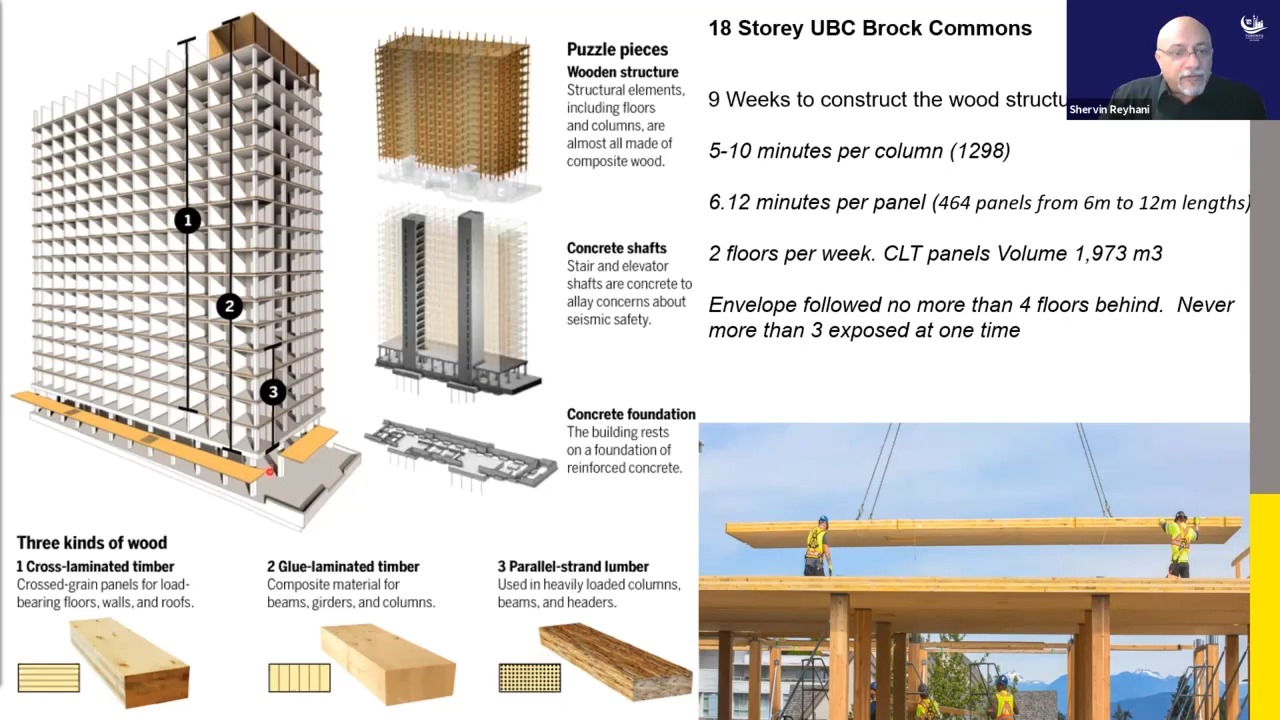 18 Storey UBC Brock Commons
9 Weeks to construct the wood structu
5-10 minutes per column (1298)
6.12 minutes per panel (464 panels from 6m to 12m lengths)
2 floors per week. CLT panels Volume 1,973 m3
Envelope followed no more than 4 floors behind.  Never
more than 3 exposed at one time
Shervin Reyhani
Puzzle pieces
Wooden structure
Structural elements,
including floors
and columns, are
almost all made of
composite wood.
Concrete shafts
Stair and elevator
shafts are concrete to
allay concerns about
seismic safety.
Concrete foundation
The building rests
on a foundation of
reinforced concrete.
1
2
3
Three kinds of wood
1 Cross-laminated timber
Crossed-grain panels for load-
bearing floors, walls, and roofs.
2 Glue-laminated timber
Composite material for
beams, girders, and columns.
3 Parallel-strand lumber
Used in heavily loaded columns,
beams, and headers.